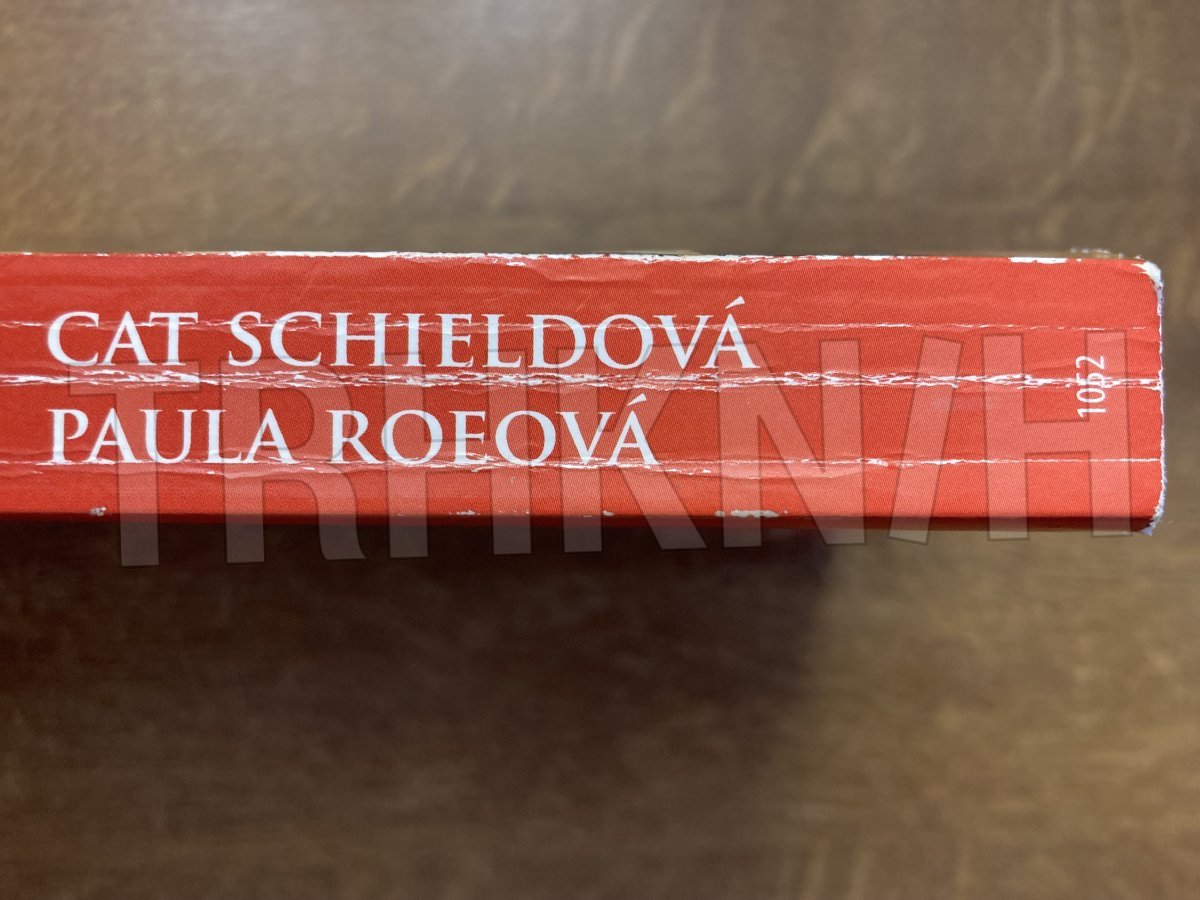 CAT SCHIELDOVÁ
PAULA ROEOVÁ
1052
TRHKNIH